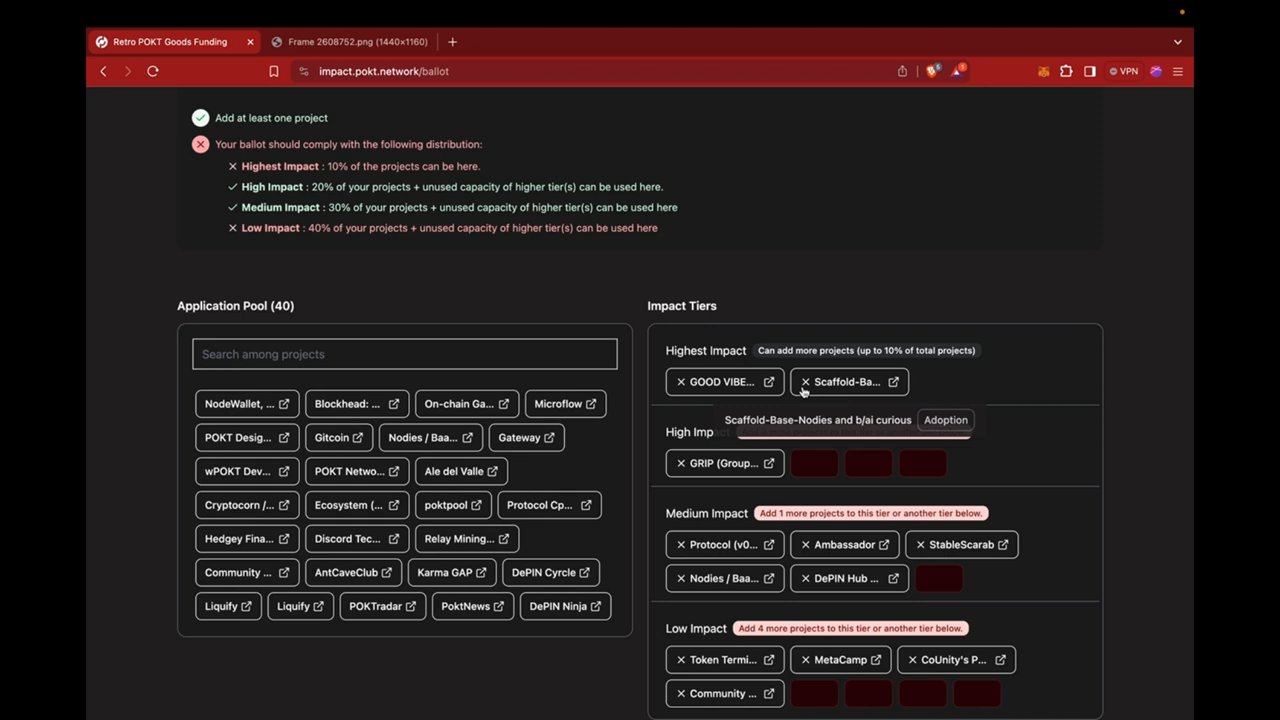 Retro POKT Goods Funding
Frame 2608752.png (1440×1160)
impact.pokt.network/ballot
VPN
Add at least one project
Your ballot should comply with the following distribution:
Highest Impact : 10% of the projects can be here.
High Impact : 20% of your projects + unused capacity of higher tier(s) can be used here.
Medium Impact : 30% of your projects + unused capacity of higher tier(s) can be used here
Low Impact : 40% of your projects + unused capacity of higher tier(s) can be used here
Application Pool (40)
Search among projects
NodeWallet, ... Blockhead: ... On-chain Ga... Microflow
POKT Desig... Gitcoin Nodies / Baa... Gateway
wPOKT Dev... POKT Netwo... Ale del Valle
Cryptocorn /... Ecosystem (... poktpool Protocol Cp...
Hedgey Fina... Discord Tec... Relay Mining...
Community ... AntCaveClub Karma GAP DePIN Cyrcle
Liquify Liquify POKTradar PoktNews DePIN Ninja
Impact Tiers
Highest Impact Can add more projects (up to 10% of total projects)
GOOD VIBE... Scaffold-Ba...
Scaffold-Base-Nodies and b/ai curious Adoption
High Imp
GRIP (Group...
Medium Impact Add 1 more projects to this tier or another tier below.
Protocol (v0... Ambassador StableScarab
Nodies / Baa... DePIN Hub ...
Low Impact Add 4 more projects to this tier or another tier below.
Token Termi... MetaCamp CoUnity's P...
Community ...